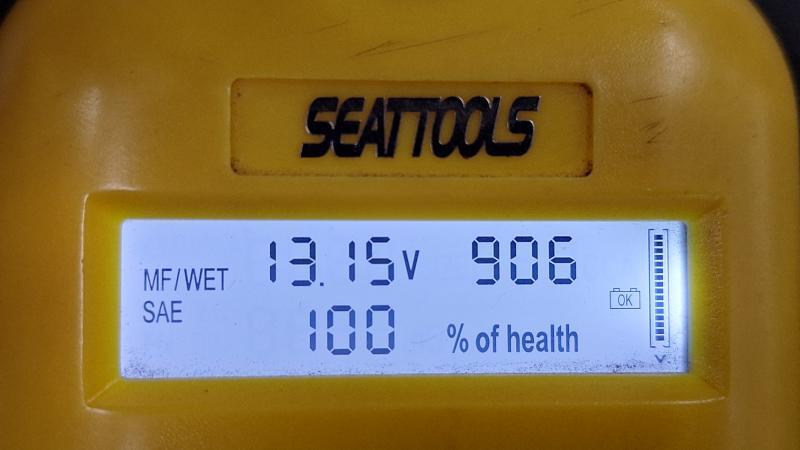 SEATTOOLS
MF/WET 13.15V 906
SAE 100 % of health
OK